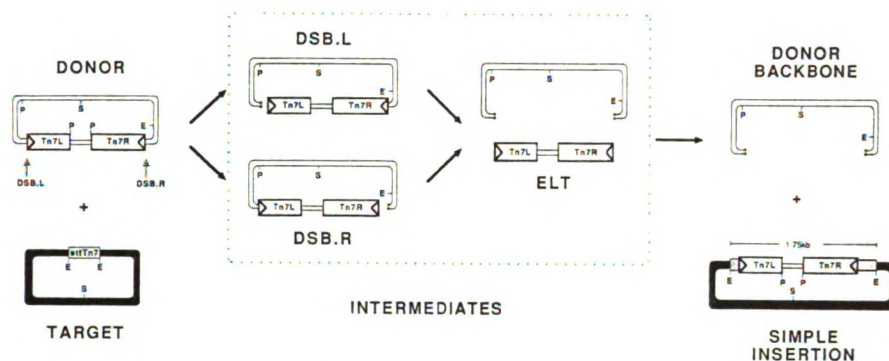 DONOR
P
S
P P
E
Tn7L
Tn7R
DSB.L
DSB.R
+
attTn7
E E
S
TARGET
DSB.L
P
S
E
Tn7L
Tn7R
P
S
E
Tn7L
Tn7R
DSB.R
P
S
E
Tn7L
Tn7R
ELT
INTERMEDIATES
DONOR
BACKBONE
P
S
E
+
1.75kb
Tn7L
Tn7R
E
P P
E
S
SIMPLE
INSERTION